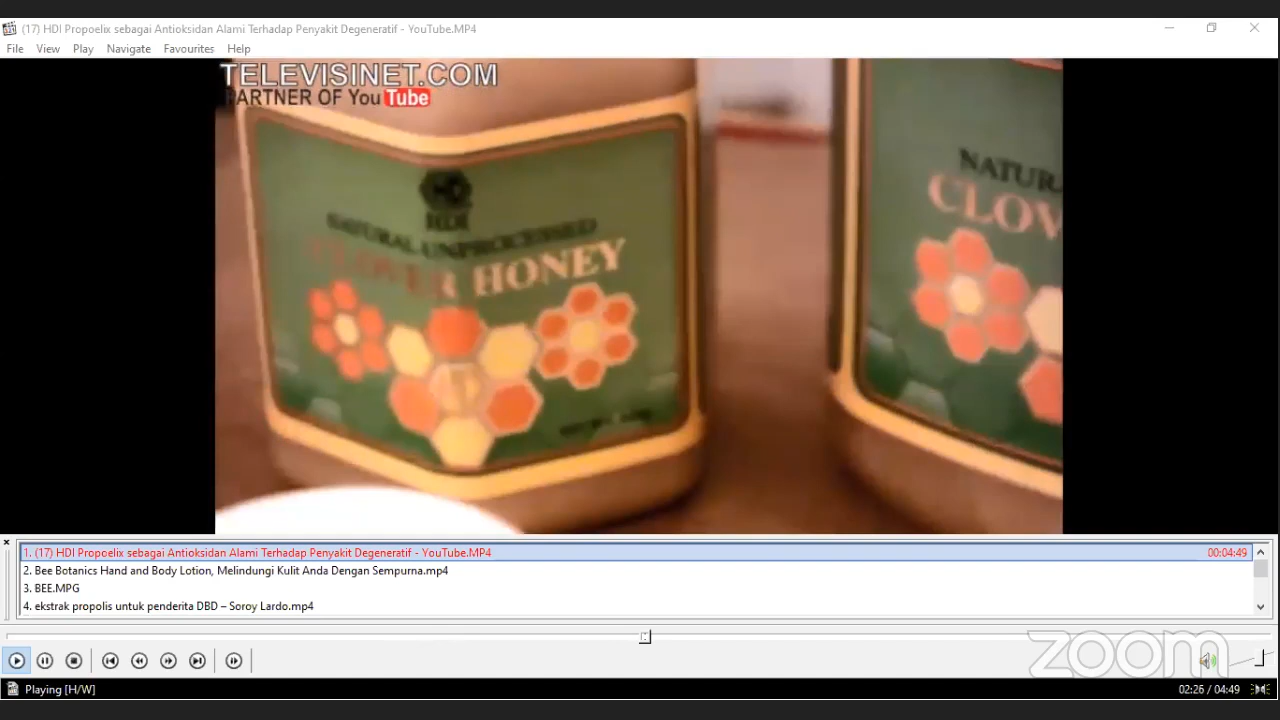 (17) HDI Propoelix sebagai Antioksidan Alami Terhadap Penyakit Degeneratif - YouTube.MP4
File View Play Navigate Favourites Help
TELEVISINET.COM
PARTNER OF YouTube
HDI
NATURAL UNPROCESSED
CLOVER HONEY
NATUR
CLOV
1. (17) HDI Propoelix sebagai Antioksidan Alami Terhadap Penyakit Degeneratif - YouTube.MP4 00:04:49
2. Bee Botanics Hand and Body Lotion, Melindungi Kulit Anda Dengan Sempurna.mp4
3. BEE.MPG
4. ekstrak propolis untuk penderita DBD – Soroy Lardo.mp4
zoom
Playing [H/W] 02:26 / 04:49